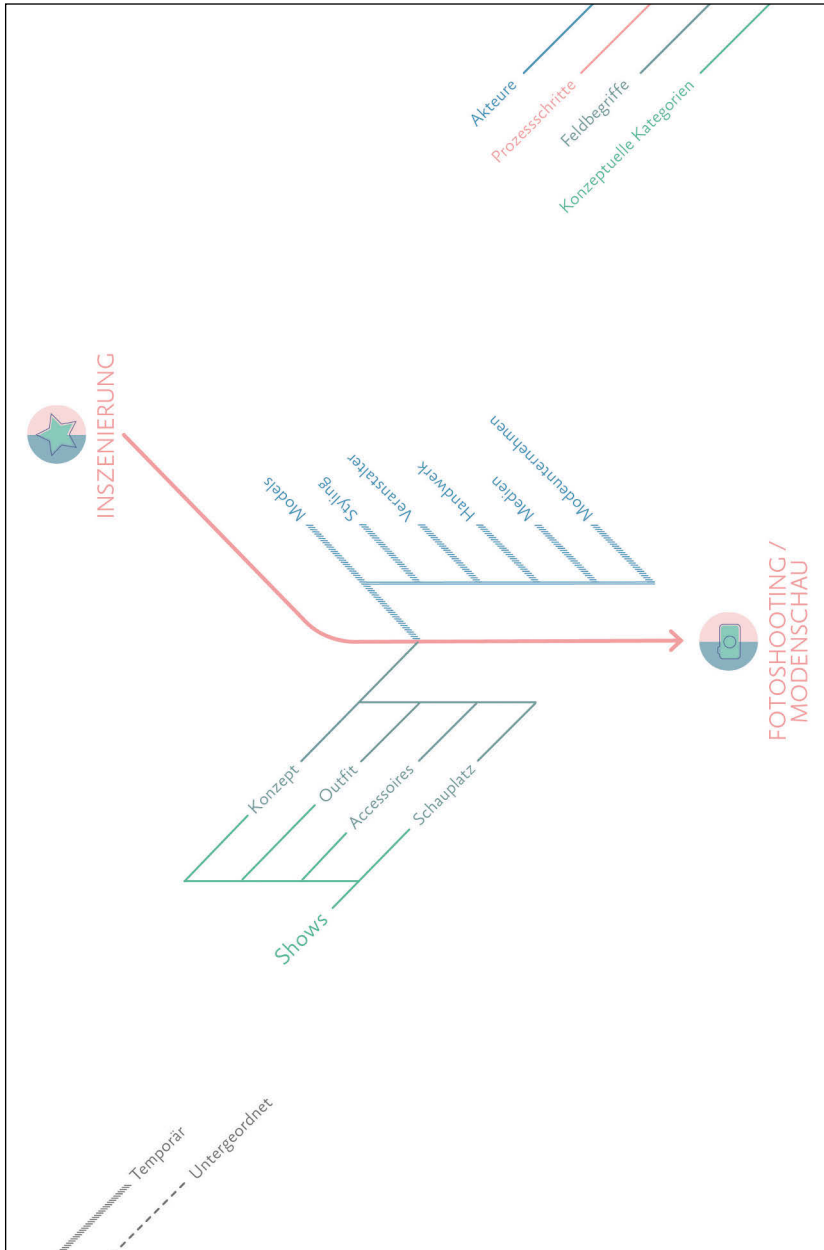 Akteure
Prozessschritte
Feldbegriffe
Konzeptuelle Kategorien
INSZENIERUNG
Models
Styling
Veranstalter
Handwerk
Medien
Modeunternehmen
FOTOSHOOTING /
MODENSCHAU
Konzept
Outfit
Accessoires
Schauplatz
Shows
Temporär
Untergeordnet